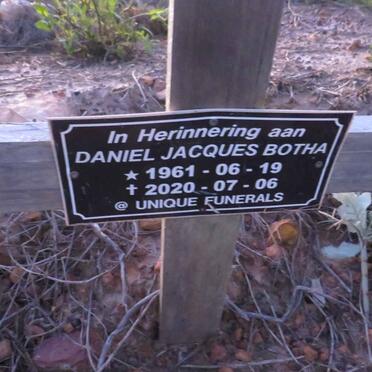 In Herinnering aan
DANIEL JACQUES BOTHA
★ 1961 - 06 - 19
✝ 2020 - 07 - 06
@ UNIQUE FUNERALS